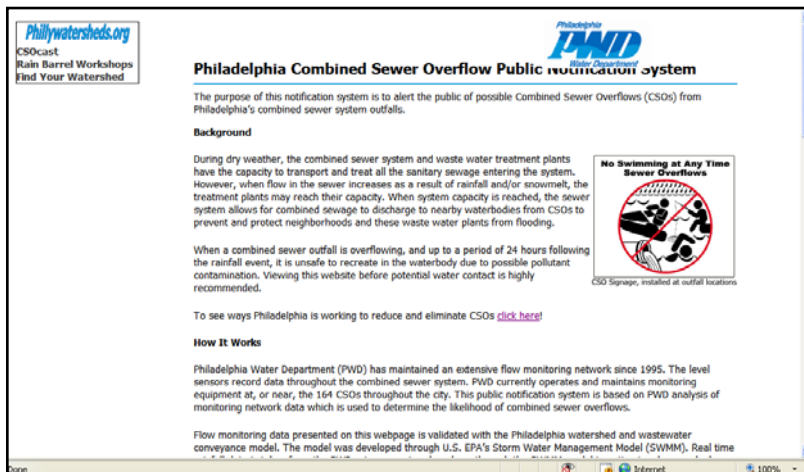 Phillywatersheds.org
CSOcast
Rain Barrel Workshops
Find Your Watershed
Philadelphia
PWD
Water Department
Philadelphia Combined Sewer Overflow Public Notification System
The purpose of this notification system is to alert the public of possible Combined Sewer Overflows (CSOs) from
Philadelphia's combined sewer system outfalls.
Background
During dry weather, the combined sewer system and waste water treatment plants
have the capacity to transport and treat all the sanitary sewage entering the system.
However, when flow in the sewer increases as a result of rainfall and/or snowmelt, the
treatment plants may reach their capacity. When system capacity is reached, the sewer
system allows for combined sewage to discharge to nearby waterbodies from CSOs to
prevent and protect neighborhoods and these waste water plants from flooding.
No Swimming at Any Time
Sewer Overflows
CSO Signage, installed at outfall locations
When a combined sewer outfall is overflowing, and up to a period of 24 hours following
the rainfall event, it is unsafe to recreate in the waterbody due to possible pollutant
contamination. Viewing this website before potential water contact is highly
recommended.
To see ways Philadelphia is working to reduce and eliminate CSOs click here!
How It Works
Philadelphia Water Department (PWD) has maintained an extensive flow monitoring network since 1995. The level
sensors record data throughout the combined sewer system. PWD currently operates and maintains monitoring
equipment at, or near, the 164 CSOs throughout the city. This public notification system is based on PWD analysis of
monitoring network data which is used to determine the likelihood of combined sewer overflows.
Flow monitoring data presented on this webpage is validated with the Philadelphia watershed and wastewater
conveyance model. The model was developed through U.S. EPA's Storm Water Management Model (SWMM). Real time
Done
Internet
100%